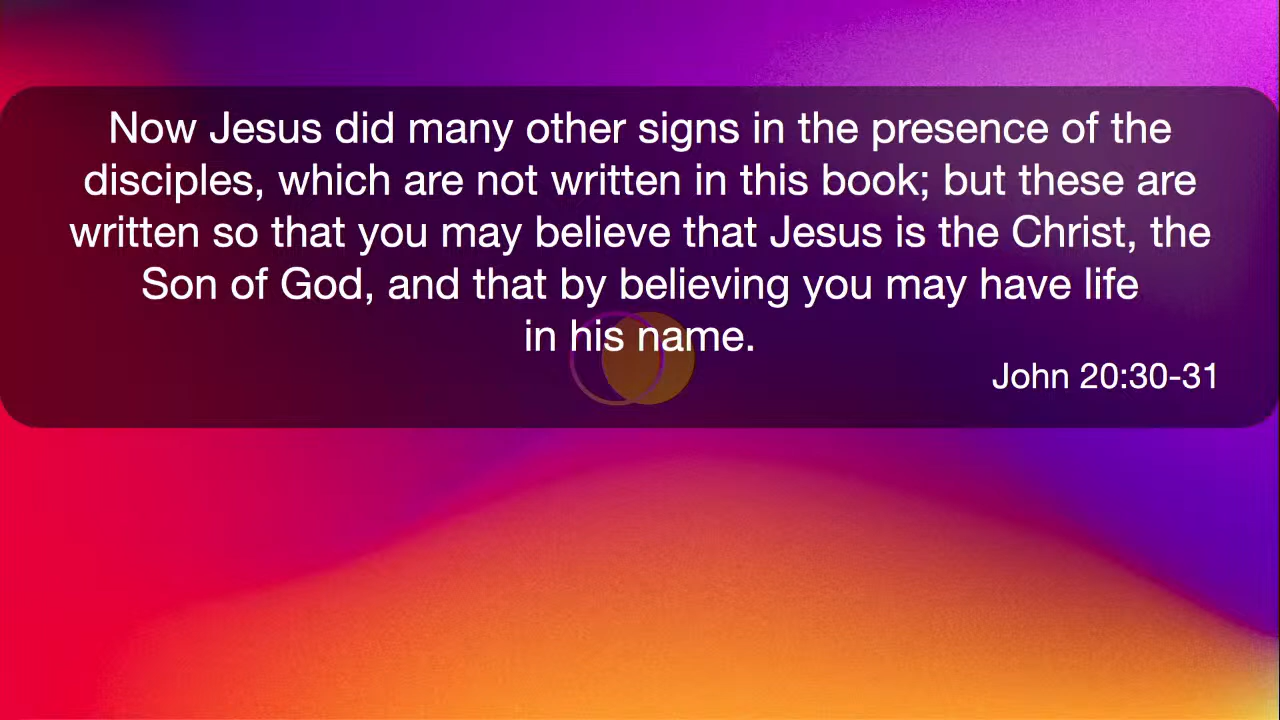 Now Jesus did many other signs in the presence of the
disciples, which are not written in this book; but these are
written so that you may believe that Jesus is the Christ, the
Son of God, and that by believing you may have life
in his name.
John 20:30-31